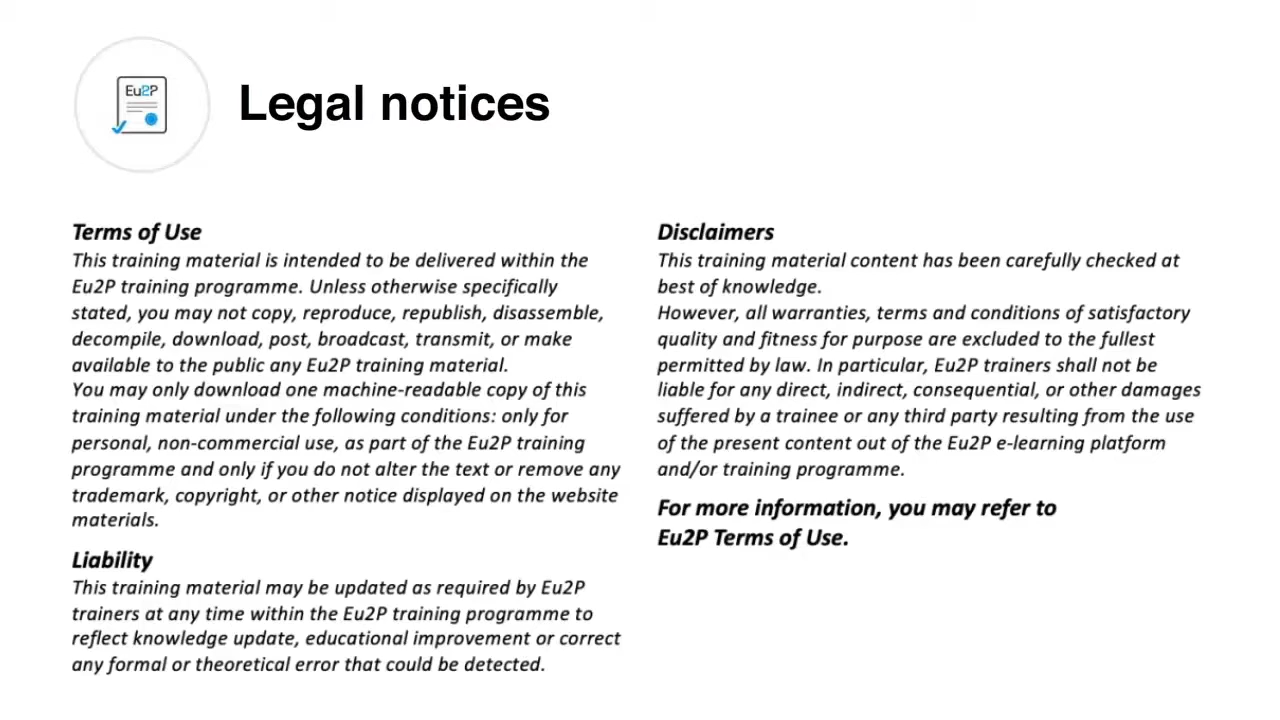 Eu2P
Legal notices
Terms of Use
This training material is intended to be delivered within the
Eu2P training programme. Unless otherwise specifically
stated, you may not copy, reproduce, republish, disassemble,
decompile, download, post, broadcast, transmit, or make
available to the public any Eu2P training material.
You may only download one machine-readable copy of this
training material under the following conditions: only for
personal, non-commercial use, as part of the Eu2P training
programme and only if you do not alter the text or remove any
trademark, copyright, or other notice displayed on the website
materials.
Liability
This training material may be updated as required by Eu2P
trainers at any time within the Eu2P training programme to
reflect knowledge update, educational improvement or correct
any formal or theoretical error that could be detected.
Disclaimers
This training material content has been carefully checked at
best of knowledge.
However, all warranties, terms and conditions of satisfactory
quality and fitness for purpose are excluded to the fullest
permitted by law. In particular, Eu2P trainers shall not be
liable for any direct, indirect, consequential, or other damages
suffered by a trainee or any third party resulting from the use
of the present content out of the Eu2P e-learning platform
and/or training programme.
For more information, you may refer to
Eu2P Terms of Use.